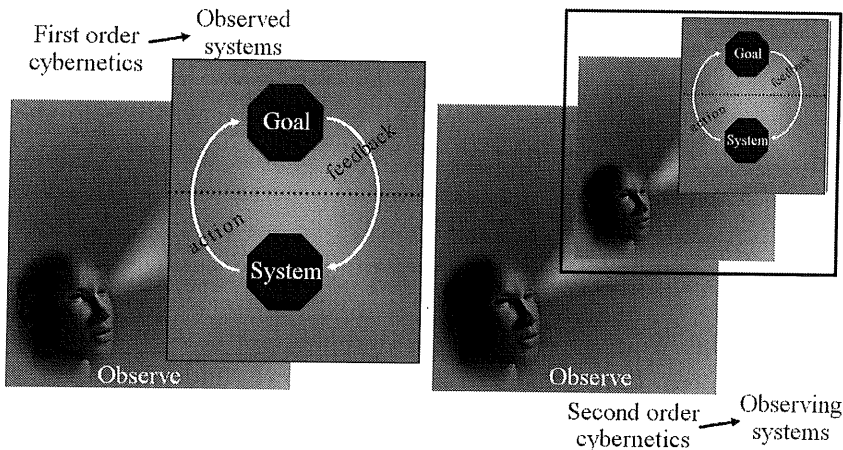 First order
cybernetics
Observed
systems
Goal
feedback
action
System
Observe
Goal
feedback
action
System
Observe
Second order
cybernetics
Observing
systems